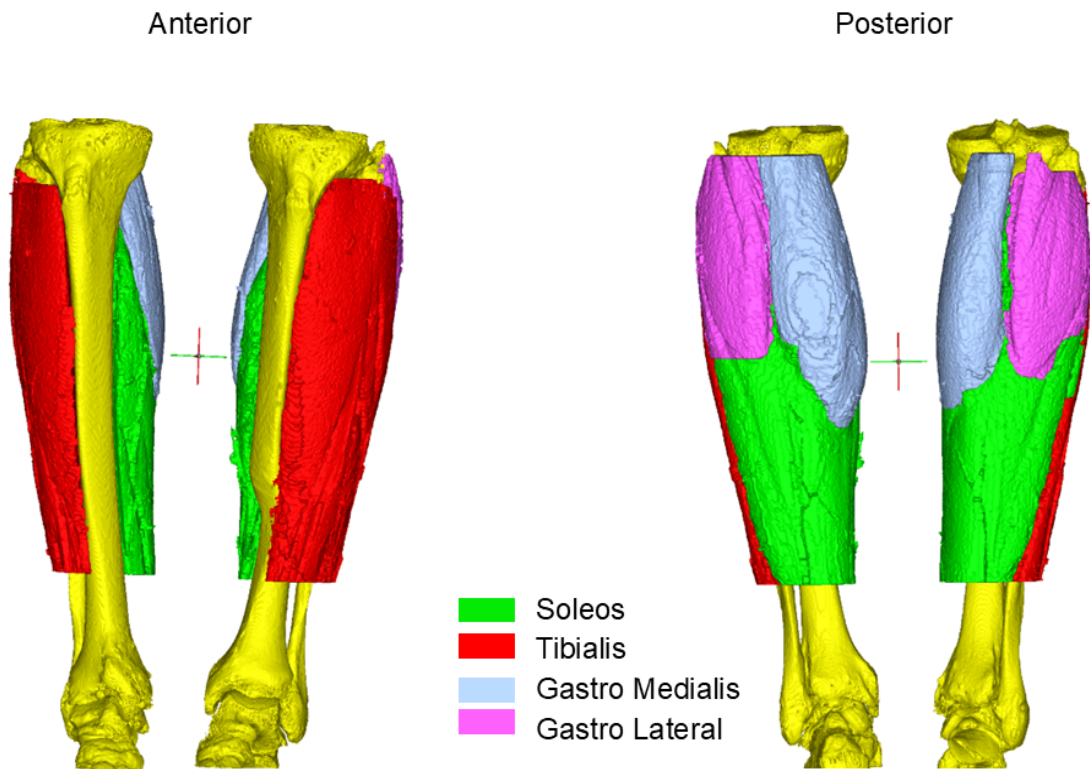 Anterior
Posterior
Soleos
Tibialis
Gastro Medialis
Gastro Lateral